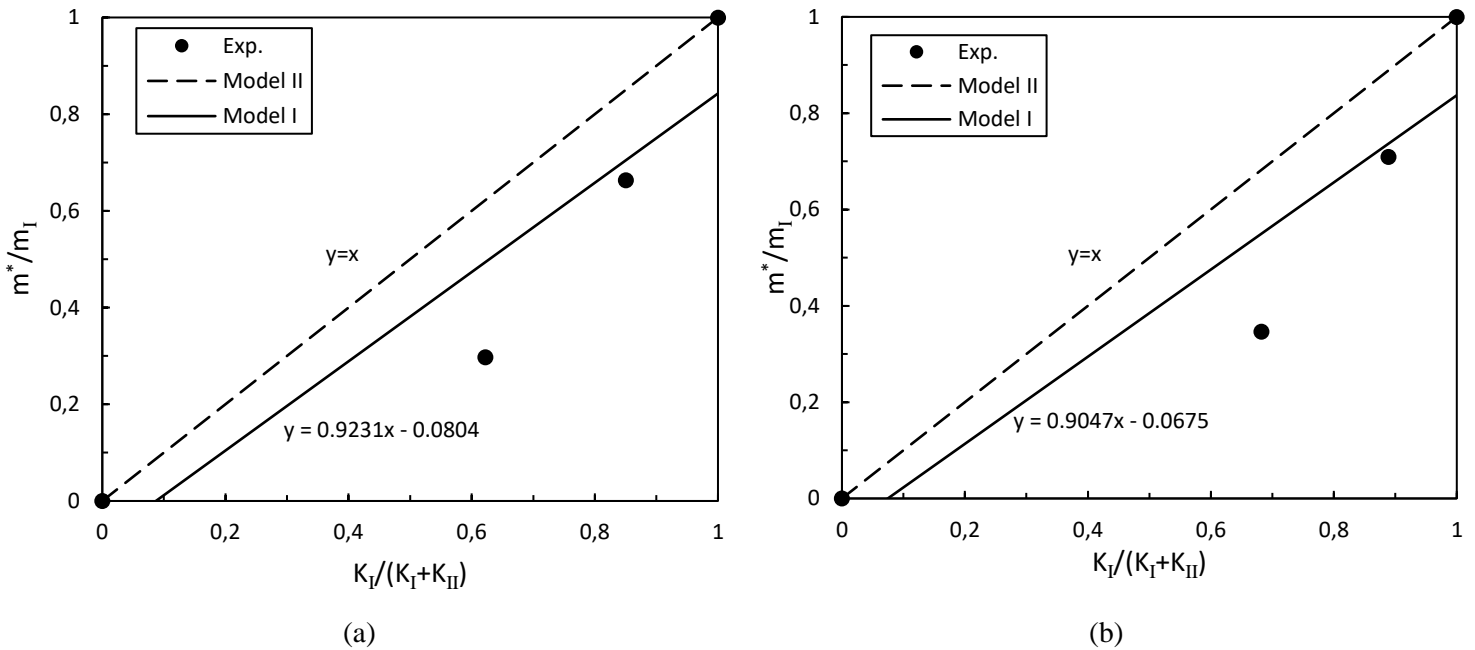 1
0,8
0,6
0,4
0,2
0
m*/mI
Exp.
Model II
Model I
y=x
y = 0.9231x - 0.0804
0 0,2 0,4 0,6 0,8 1
KI/(KI+KII)
(a)
1
0,8
0,6
0,4
0,2
0
m*/mI
Exp.
Model II
Model I
y=x
y = 0.9047x - 0.0675
0 0,2 0,4 0,6 0,8 1
KI/(KI+KII)
(b)